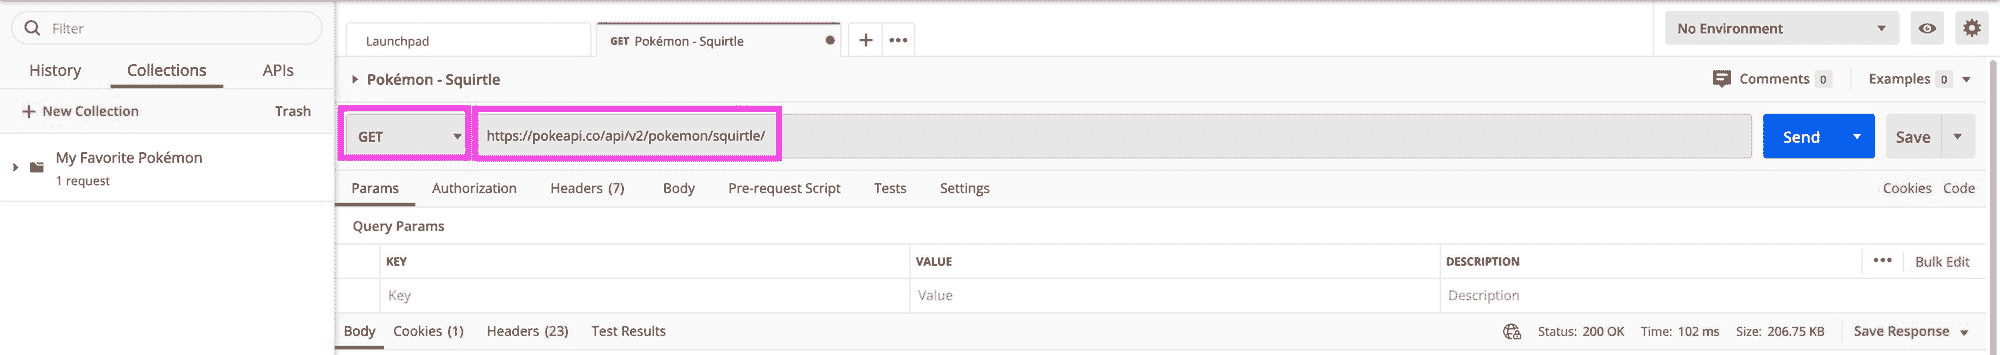 Filter
History Collections APIs
+ New Collection Trash
My Favorite Pokémon
1 request
Launchpad
GET Pokémon - Squirtle
No Environment
Pokémon - Squirtle
Comments 0 Examples 0
GET https://pokeapi.co/api/v2/pokemon/squirtle/ Send Save
Params Authorization Headers (7) Body Pre-request Script Tests Settings Cookies Code
Query Params
KEY VALUE DESCRIPTION ••• Bulk Edit
Key Value Description
Body Cookies (1) Headers (23) Test Results Status: 200 OK Time: 102 ms Size: 206.75 KB Save Response